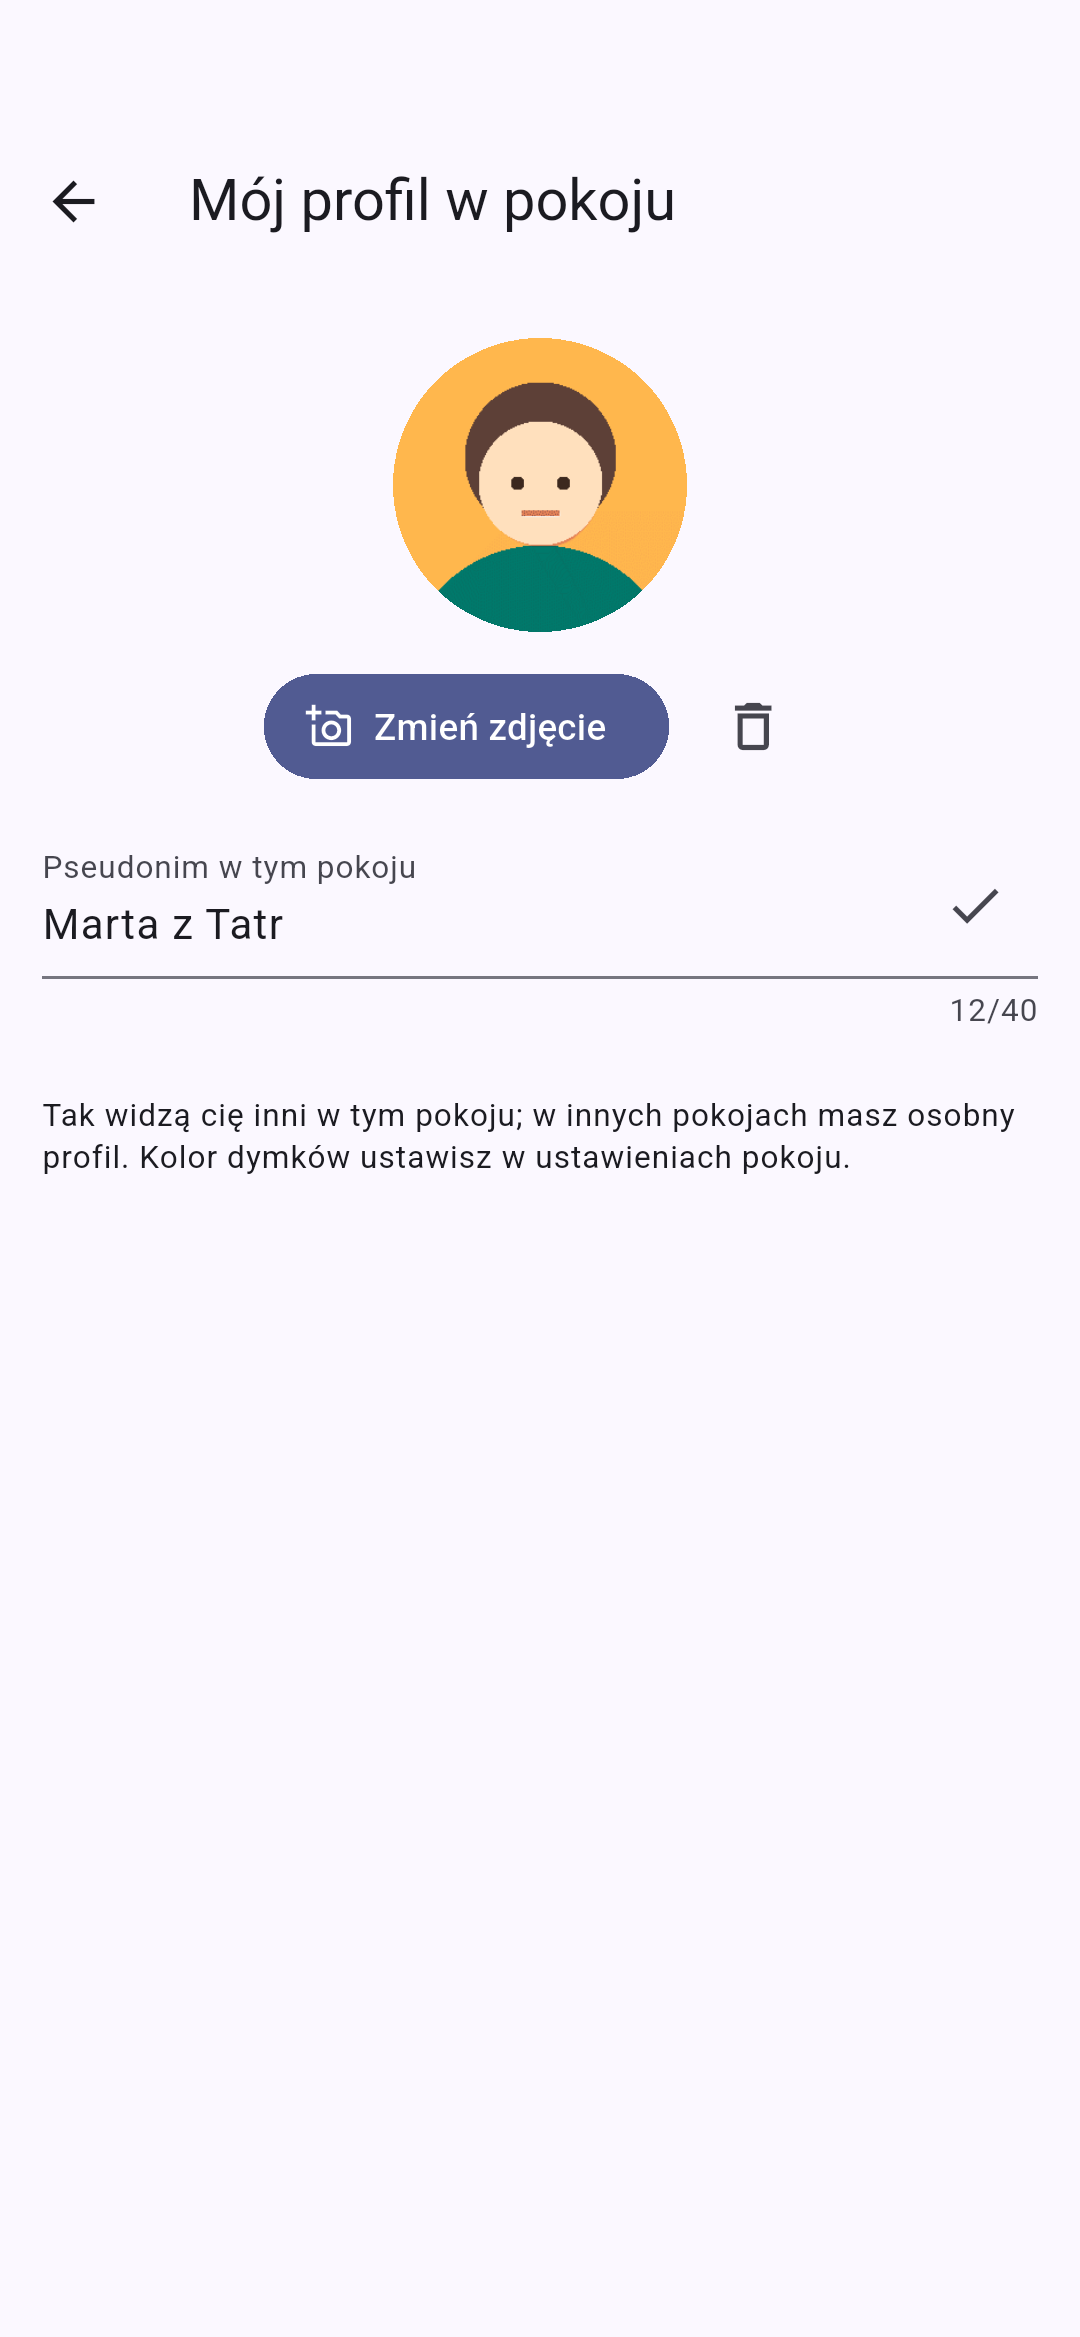 Mój profil w pokoju
Zmień zdjęcie
Pseudonim w tym pokoju
Marta z Tatr
12/40
Tak widzą cię inni w tym pokoju; w innych pokojach masz osobny
profil. Kolor dymków ustawisz w ustawieniach pokoju.